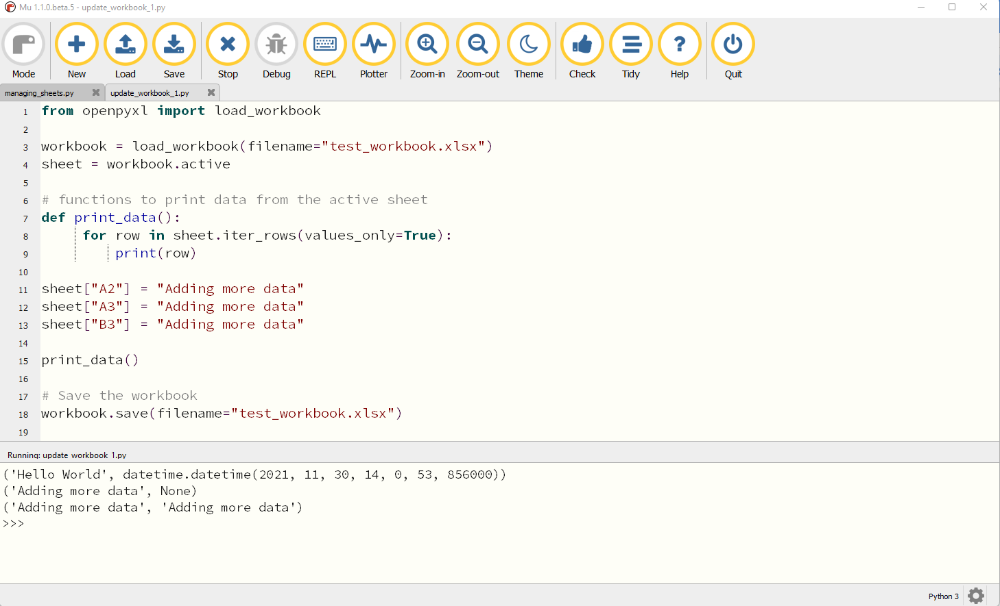 Mu 1.1.0.beta.5 - update_workbook_1.py
Mode New Load Save Stop Debug REPL Plotter Zoom-in Zoom-out Theme Check Tidy Help Quit
managing_sheets.py update_workbook_1.py
1 from openpyxl import load_workbook
2
3 workbook = load_workbook(filename="test_workbook.xlsx")
4 sheet = workbook.active
5
6 # functions to print data from the active sheet
7 def print_data():
8 for row in sheet.iter_rows(values_only=True):
9 print(row)
10
11 sheet["A2"] = "Adding more data"
12 sheet["A3"] = "Adding more data"
13 sheet["B3"] = "Adding more data"
14
15 print_data()
16
17 # Save the workbook
18 workbook.save(filename="test_workbook.xlsx")
19
Running: update_workbook_1.py
('Hello World', datetime.datetime(2021, 11, 30, 14, 0, 53, 856000))
('Adding more data', None)
('Adding more data', 'Adding more data')
>>>
Python 3